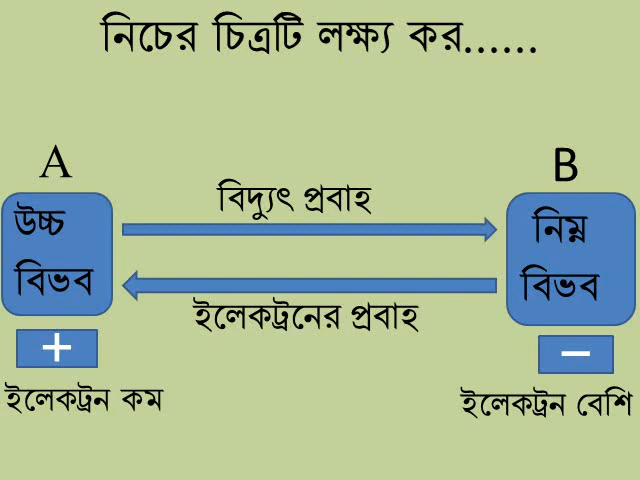 নিচের চিত্রটি লক্ষ্য কর......
A
B
বিদ্যুৎ প্রবাহ
উচ্চ
বিভব
নিম্ন
বিভব
ইলেকট্রনের প্রবাহ
+
−
ইলেকট্রন কম
ইলেকট্রন বেশি